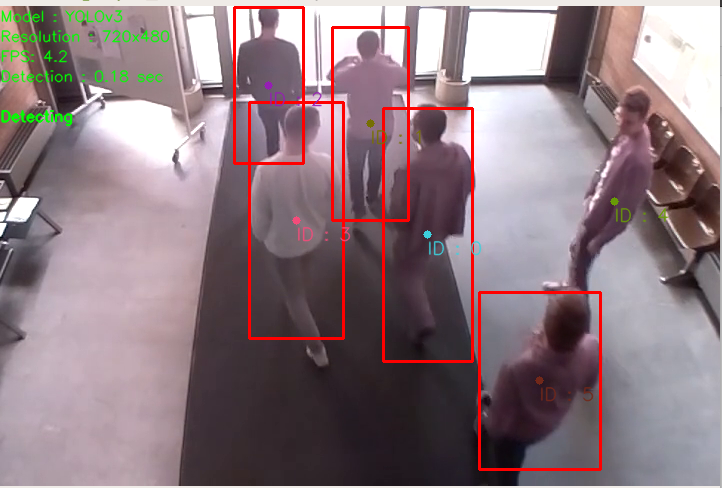 Model : YOLOv3
Resolution : 720x480
FPS: 4.2
Detection : 0.18 sec
Detecting
ID : 2
ID : 4
ID : 3
ID : 0
ID : 5